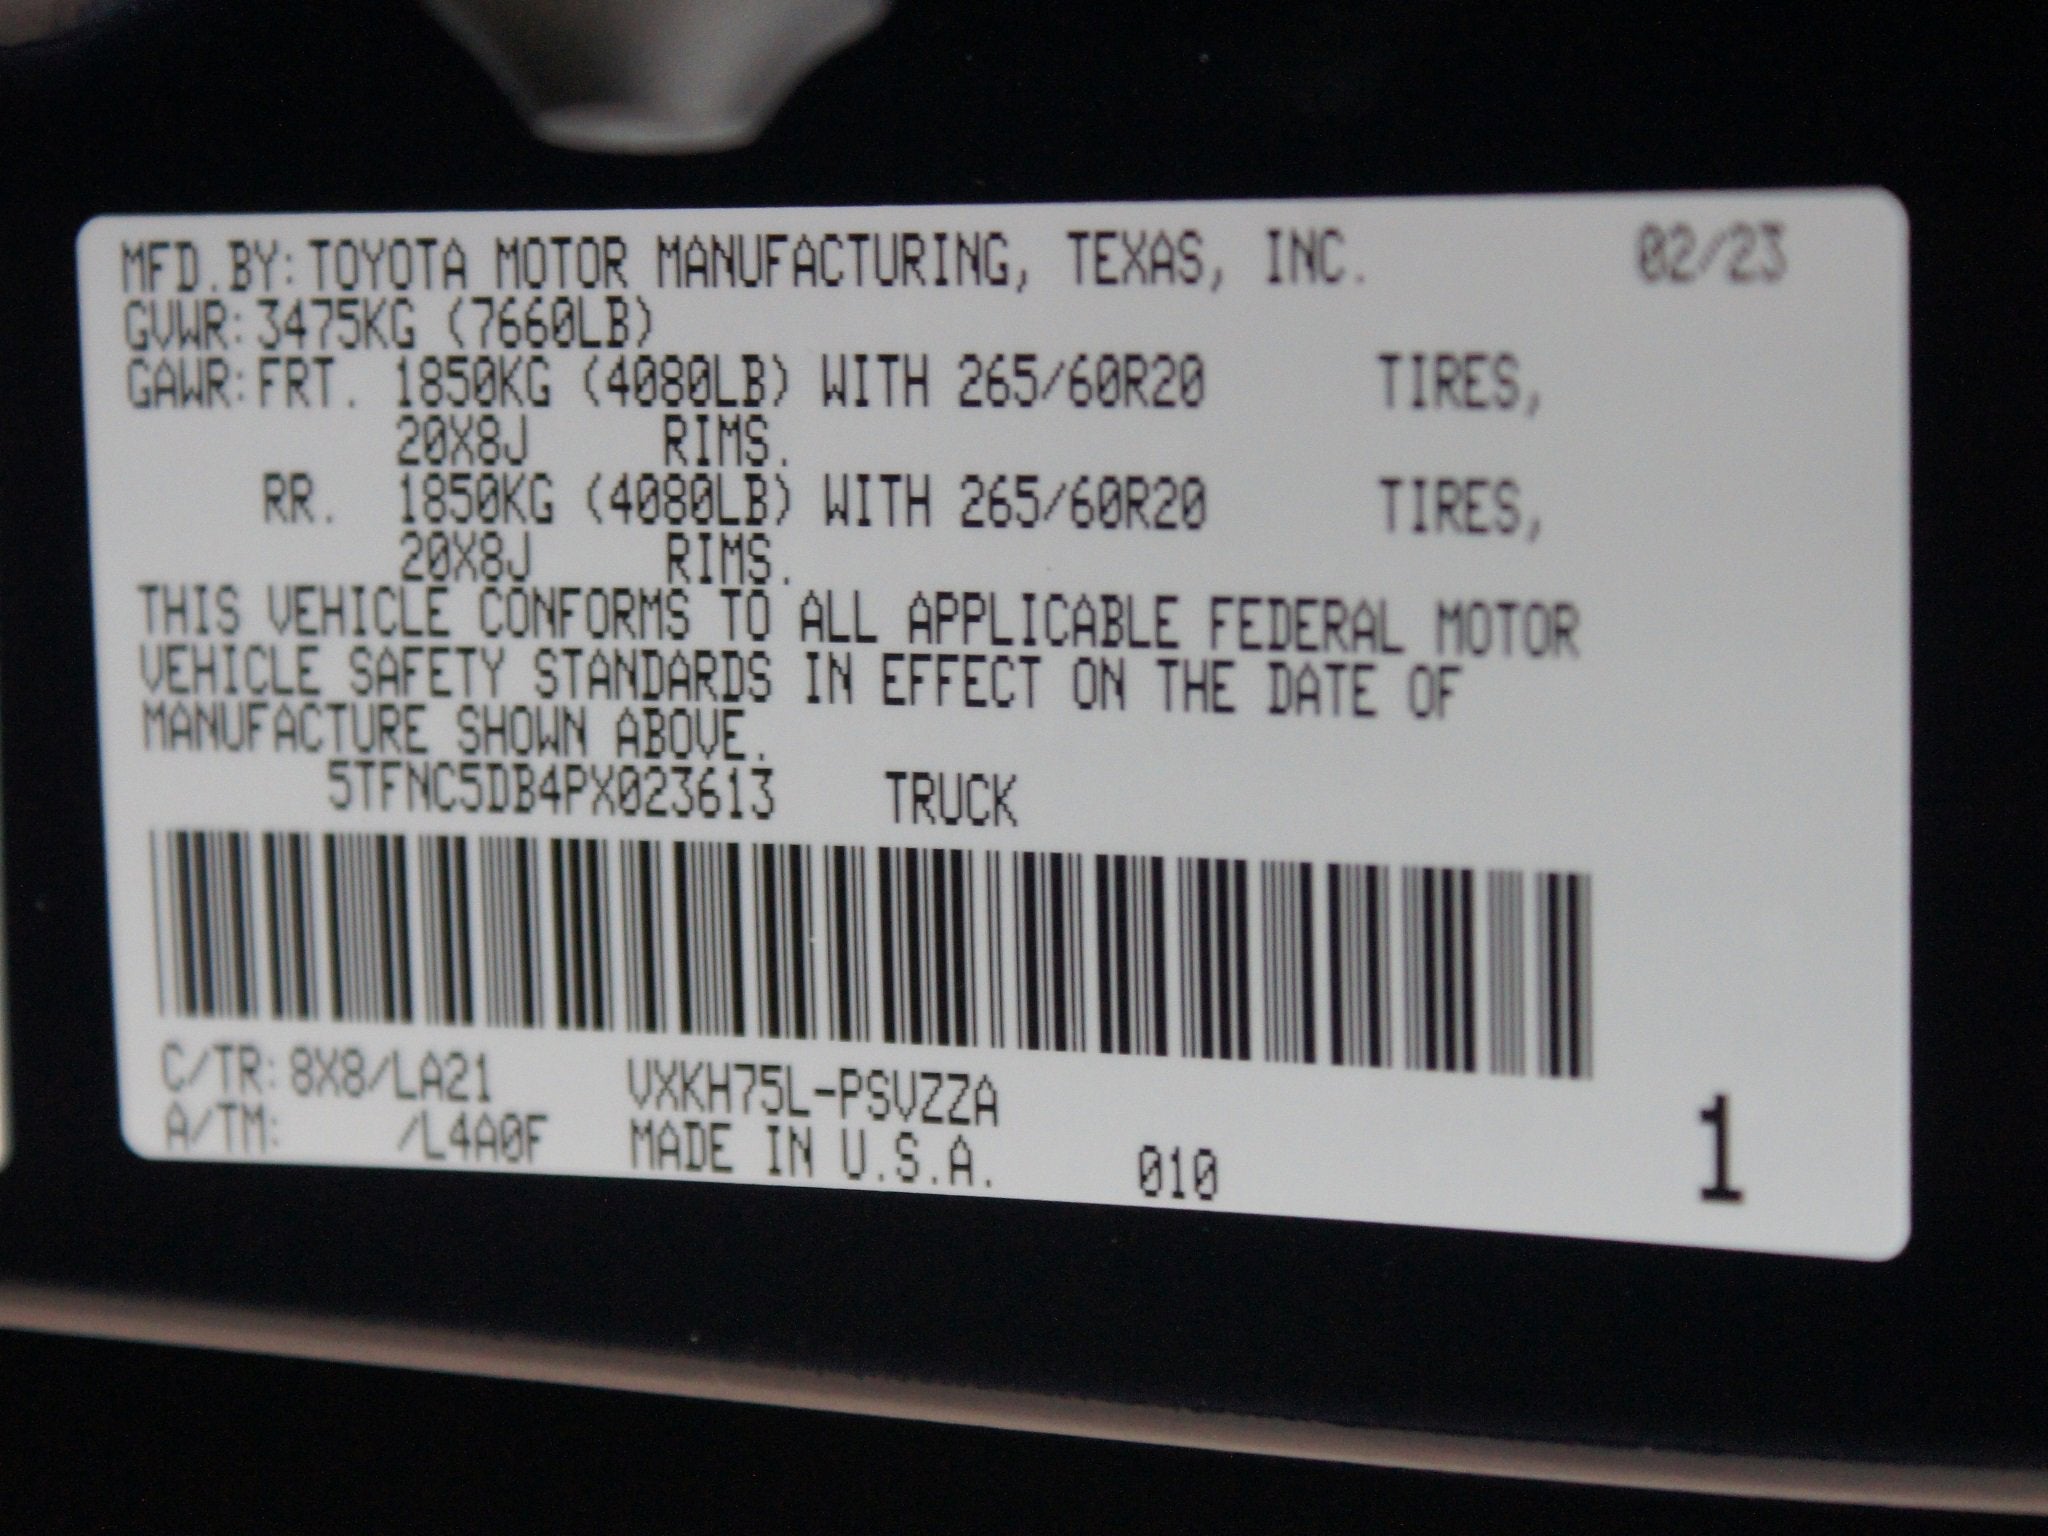 MFD.BY: TOYOTA MOTOR MANUFACTURING, TEXAS, INC. 02/23
GVWR: 3475KG (7660LB)
GAWR: FRT. 1850KG (4080LB) WITH 265/60R20 TIRES,
20X8J RIMS.
RR. 1850KG (4080LB) WITH 265/60R20 TIRES,
20X8J RIMS.
THIS VEHICLE CONFORMS TO ALL APPLICABLE FEDERAL MOTOR
VEHICLE SAFETY STANDARDS IN EFFECT ON THE DATE OF
MANUFACTURE SHOWN ABOVE.
5TFNC5DB4PX023613 TRUCK
C/TR: 8X8/LA21 VXKH75L-PSVZZA
A/TM: /L4A0F MADE IN U.S.A. 010 1